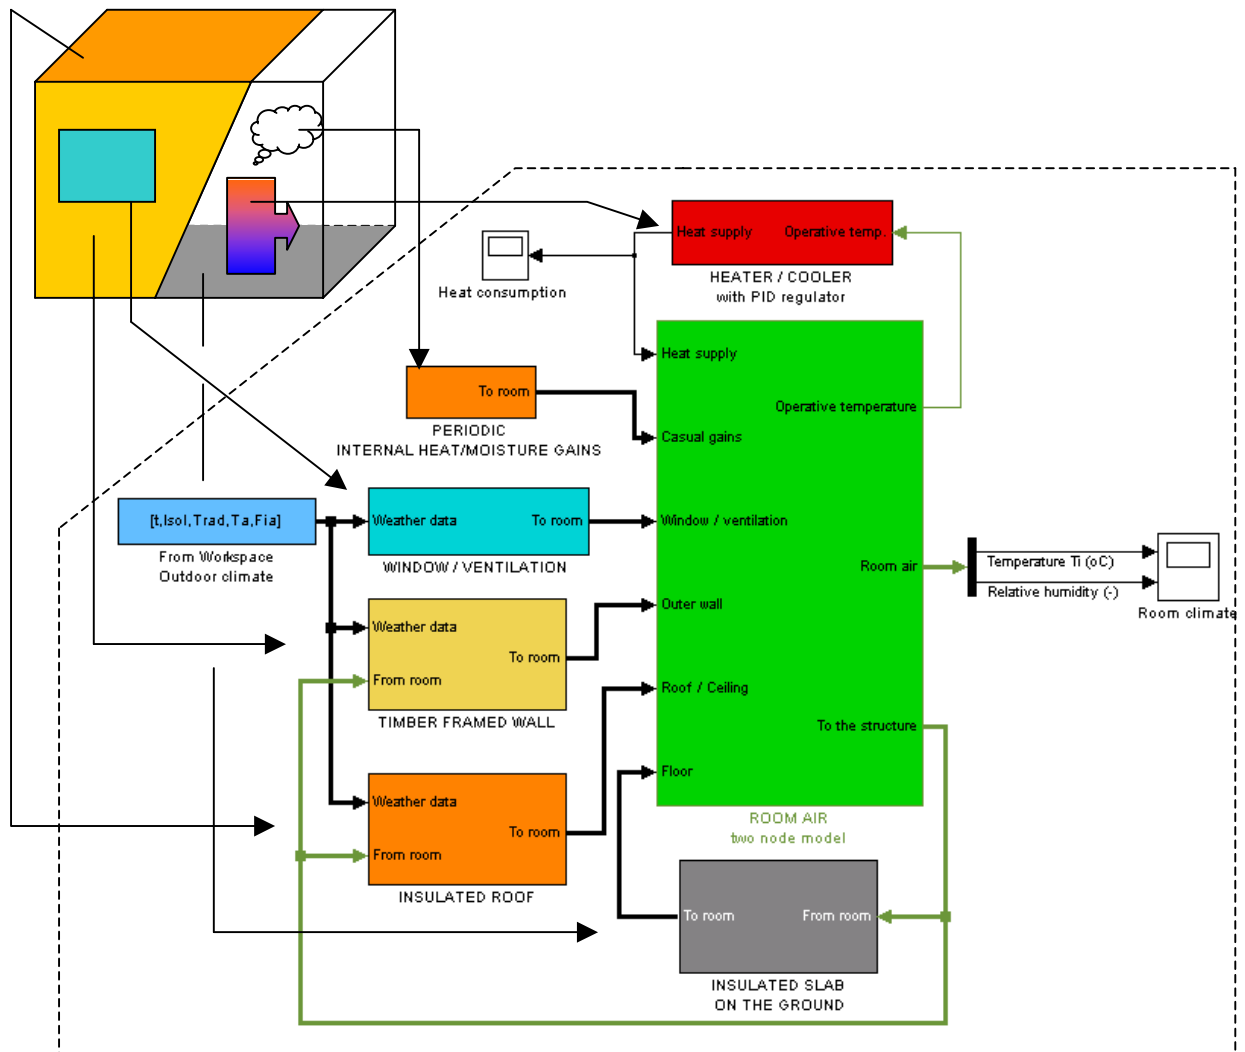 Heat supply Operative temp.
HEATER / COOLER
with PID regulator
Heat consumption
Heat supply
To room
Operative temperature
PERIODIC
INTERNAL HEAT/MOISTURE GAINS
Casual gains
[t,Isol,Trad,Ta,Fia]
From Workspace
Outdoor climate
Weather data To room
WINDOW / VENTILATION
Window / ventilation
Room air
Temperature Ti (oC)
Relative humidity (-)
Room climate
Outer wall
Weather data
To room
From room
TIMBER FRAMED WALL
Roof / Ceiling
To the structure
Floor
Weather data
To room
From room
INSULATED ROOF
ROOM AIR
two node model
To room From room
INSULATED SLAB
ON THE GROUND